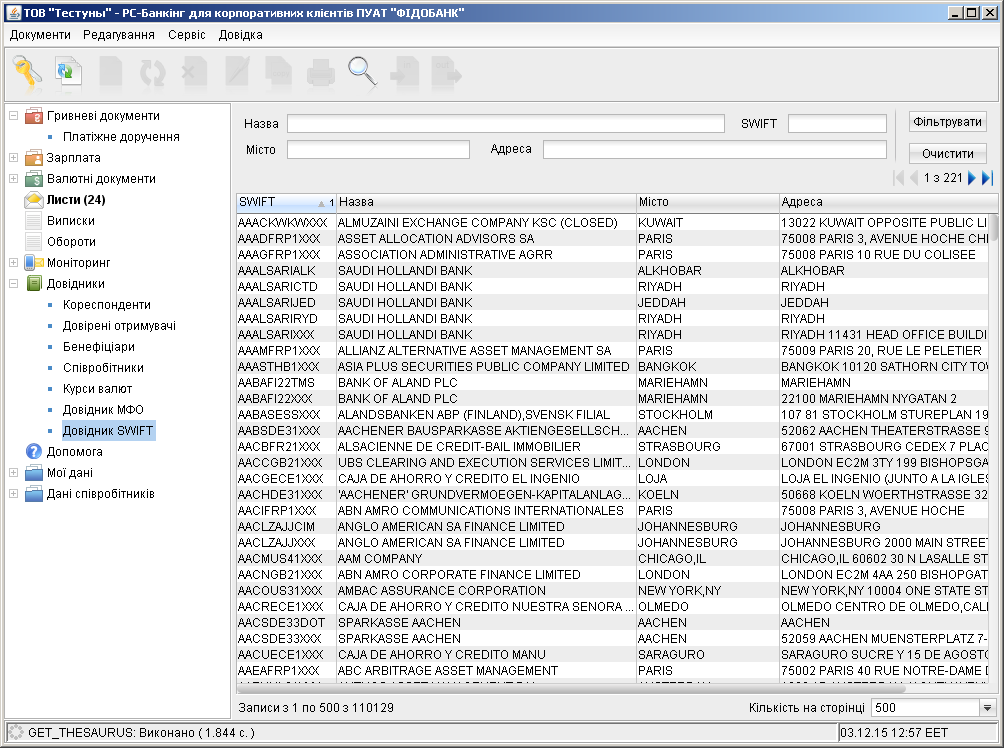 ТОВ "Тестуны" - РС-Банкінг для корпоративних клієнтів ПУАТ "ФІДОБАНК"
Документи Редагування Сервіс Довідка
Гривневі документи
Платіжне доручення
Зарплата
Валютні документи
Листи (24)
Виписки
Обороти
Моніторинг
Довідники
Кореспонденти
Довірені отримувачі
Бенефіціари
Співробітники
Курси валют
Довідник МФО
Довідник SWIFT
Допомога
Мої дані
Дані співробітників
Назва SWIFT Фільтрувати
Місто Адреса Очистити
1 з 221
SWIFT 1 Назва Місто Адреса
AAACKWKWXXX ALMUZAINI EXCHANGE COMPANY KSC (CLOSED) KUWAIT 13022 KUWAIT OPPOSITE PUBLIC LI
AAADFRP1XXX ASSET ALLOCATION ADVISORS SA PARIS 75008 PARIS 3, AVENUE HOCHE CHI
AAAGFRP1XXX ASSOCIATION ADMINISTRATIVE AGRR PARIS 75008 PARIS 10 RUE DU COLISEE
AAALSARIALK SAUDI HOLLANDI BANK ALKHOBAR ALKHOBAR
AAALSARICTD SAUDI HOLLANDI BANK RIYADH RIYADH
AAALSARIJED SAUDI HOLLANDI BANK JEDDAH JEDDAH
AAALSARIRYD SAUDI HOLLANDI BANK RIYADH RIYADH
AAALSARIXXX SAUDI HOLLANDI BANK RIYADH RIYADH 11431 HEAD OFFICE BUILDI
AAAMFRP1XXX ALLIANZ ALTERNATIVE ASSET MANAGEMENT SA PARIS 75009 PARIS 20, RUE LE PELETIER
AAASTHB1XXX ASIA PLUS SECURITIES PUBLIC COMPANY LIMITED BANGKOK BANGKOK 10120 SATHORN CITY TOW
AABAFI22TMS BANK OF ALAND PLC MARIEHAMN MARIEHAMN
AABAFI22XXX BANK OF ALAND PLC MARIEHAMN 22100 MARIEHAMN NYGATAN 2
AABASESSXXX ALANDSBANKEN ABP (FINLAND),SVENSK FILIAL STOCKHOLM 107 81 STOCKHOLM STUREPLAN 19
AABSDE31XXX AACHENER BAUSPARKASSE AKTIENGESELLSCH... AACHEN 52062 AACHEN THEATERSTRASSE 9
AACBFR21XXX ALSACIENNE DE CREDIT-BAIL IMMOBILIER STRASBOURG 67001 STRASBOURG CEDEX 7 PLAC
AACCGB21XXX UBS CLEARING AND EXECUTION SERVICES LIMIT... LONDON LONDON EC2M 3TY 199 BISHOPSGA
AACGECE1XXX CAJA DE AHORRO Y CREDITO EL INGENIO LOJA LOJA EL INGENIO (JUNTO A LA IGLES
AACHDE31XXX 'AACHENER' GRUNDVERMOEGEN-KAPITALANLAG... KOELN 50668 KOELN WOERTHSTRASSE 32
AACIFRP1XXX ABN AMRO COMMUNICATIONS INTERNATIONALES PARIS 75008 PARIS 3, AVENUE HOCHE
AACLZAJJCIM ANGLO AMERICAN SA FINANCE LIMITED JOHANNESBURG JOHANNESBURG
AACLZAJJXXX ANGLO AMERICAN SA FINANCE LIMITED JOHANNESBURG JOHANNESBURG 2000 MAIN STREET
AACMUS41XXX AAM COMPANY CHICAGO,IL CHICAGO,IL 60602 30 N LASALLE ST
AACNGB21XXX ABN AMRO CORPORATE FINANCE LIMITED LONDON LONDON EC2M 4AA 250 BISHOPGAT
AACOUS31XXX AMBAC ASSURANCE CORPORATION NEW YORK,NY NEW YORK,NY 10004 ONE STATE ST
AACRECE1XXX CAJA DE AHORRO Y CREDITO NUESTRA SENORA ... OLMEDO OLMEDO CENTRO DE OLMEDO,CAL
AACSDE33DOT SPARKASSE AACHEN AACHEN AACHEN
AACSDE33XXX SPARKASSE AACHEN AACHEN 52059 AACHEN MUENSTERPLATZ 7-
AACUECE1XXX CAJA DE AHORRO Y CREDITO MANU SARAGURO SARAGURO SUCRE Y 15 DE AGOSTO
AAEAFRP1XXX ABC ARBITRAGE ASSET MANAGEMENT PARIS 75002 PARIS 40 RUE NOTRE-DAME D
Записи з 1 по 500 з 110129 Кількість на сторінці 500
GET_THESAURUS: Виконано ( 1.844 с. ) 03.12.15 12:57 EET